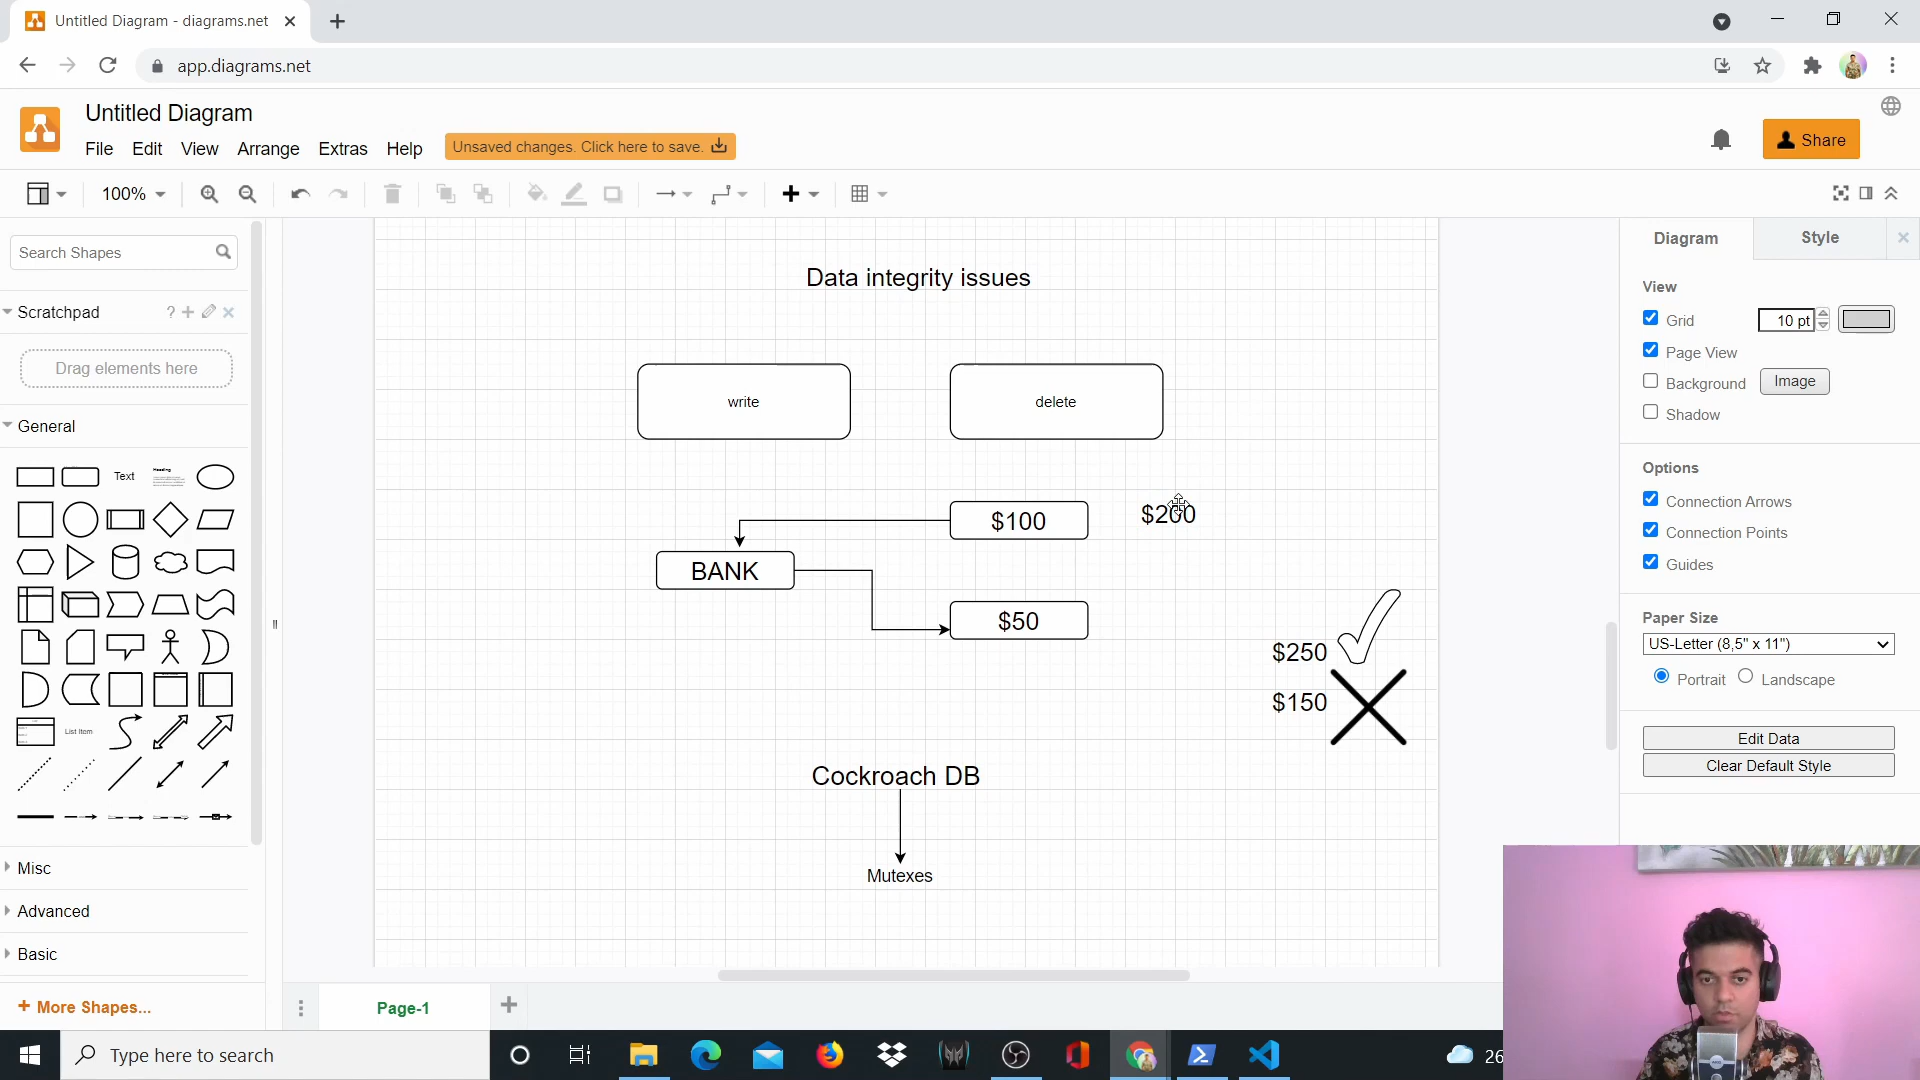 Untitled Diagram - diagrams.net
app.diagrams.net
Untitled Diagram
File Edit View Arrange Extras Help
Unsaved changes. Click here to save.
Share
100%
Search Shapes
Scratchpad
?
Drag elements here
General
Text
Heading
List Item
Misc
Advanced
Basic
+ More Shapes...
Data integrity issues
write
delete
$100
$200
BANK
$50
$250
$150
Cockroach DB
Mutexes
Page-1
Diagram
Style
View
Grid
10 pt
Page View
Background
Image
Shadow
Options
Connection Arrows
Connection Points
Guides
Paper Size
US-Letter (8,5" x 11")
Portrait
Landscape
Edit Data
Clear Default Style
Type here to search
26